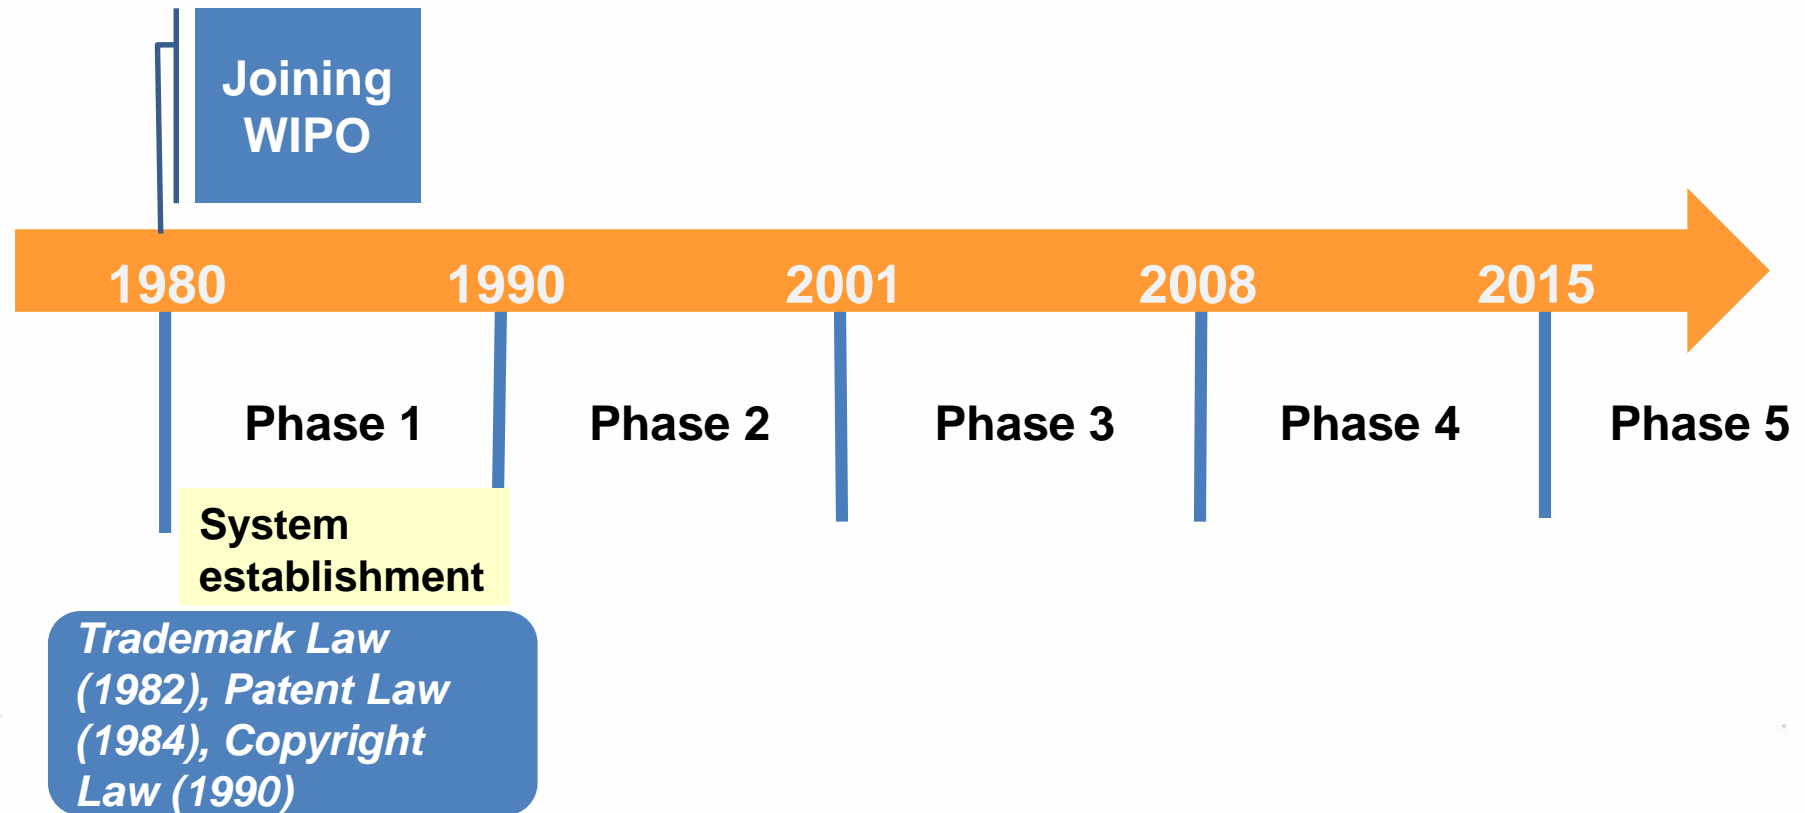 Joining
WIPO
1980 1990 2001 2008 2015
Phase 1 Phase 2 Phase 3 Phase 4 Phase 5
System
establishment
Trademark Law
(1982), Patent Law
(1984), Copyright
Law (1990)